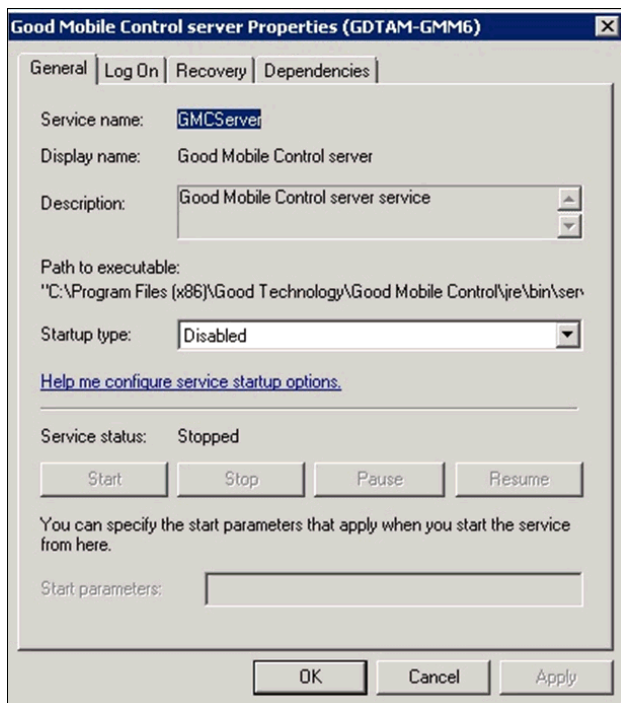 Good Mobile Control server Properties (GDTAM-GMM6)
General Log On Recovery Dependencies
Service name: GMCServer
Display name: Good Mobile Control server
Description: Good Mobile Control server service
Path to executable:
"C:\Program Files (x86)\Good Technology\Good Mobile Control\jre\bin\serv
Startup type: Disabled
Help me configure service startup options.
Service status: Stopped
Start Stop Pause Resume
You can specify the start parameters that apply when you start the service
from here.
Start parameters:
OK Cancel Apply